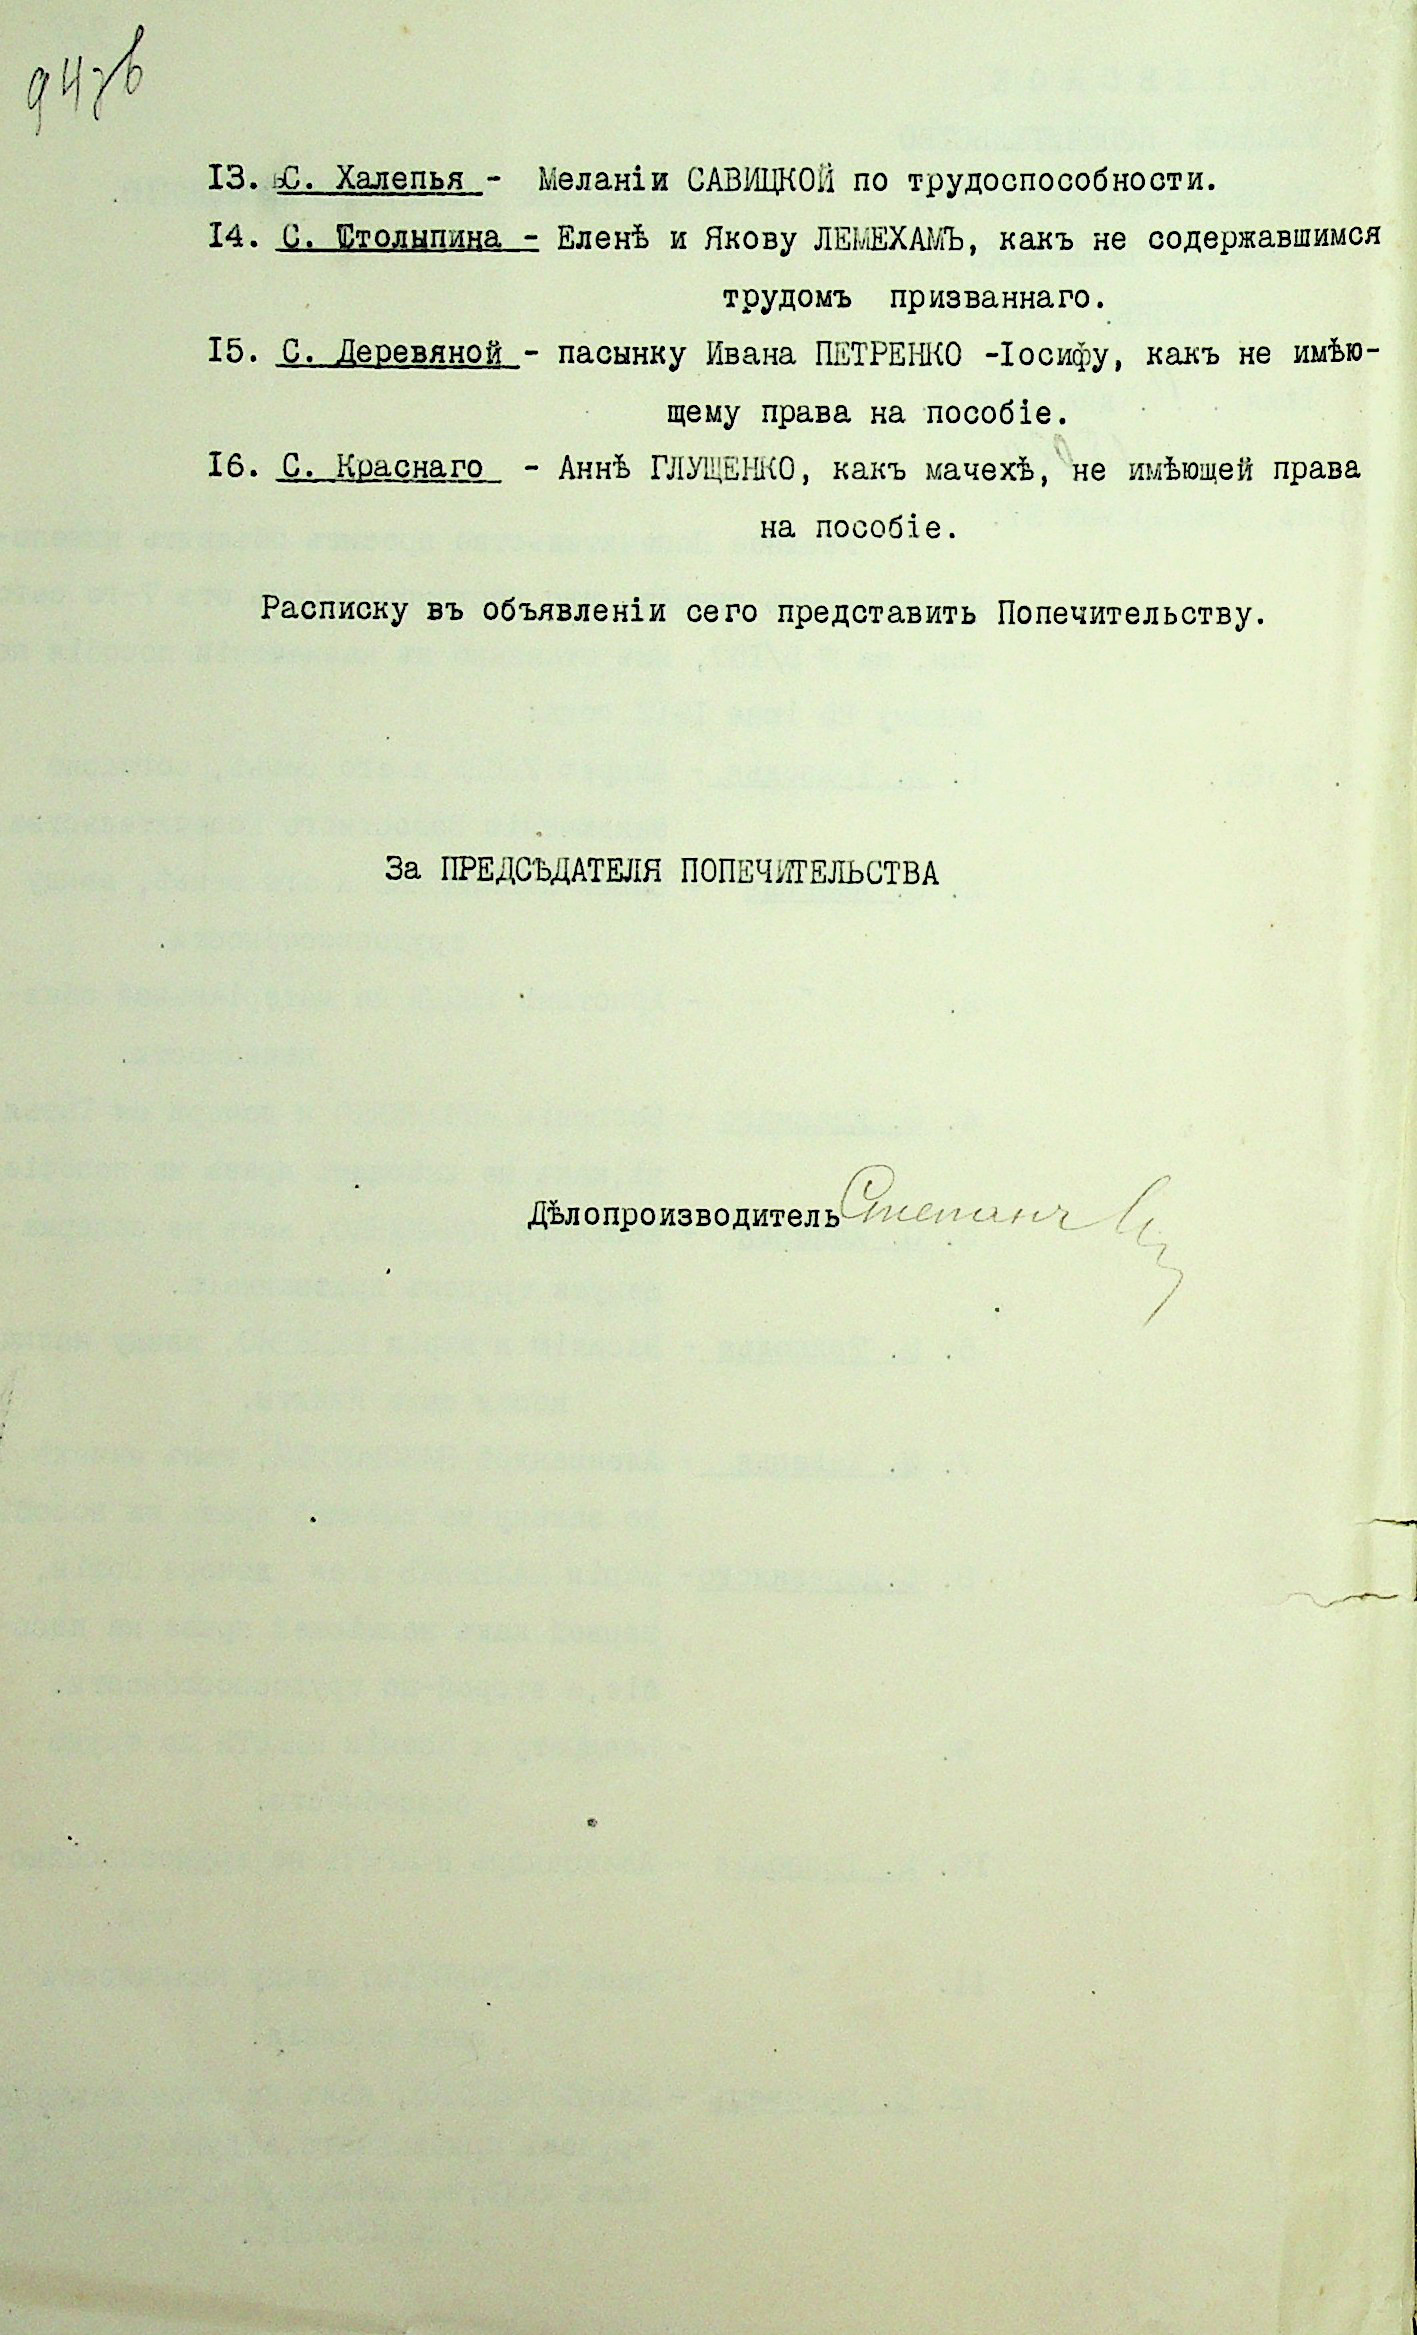 13. С. Халепья - Меланіи САВИЦКОЙ по трудоспособности.
14. С. Столыпина - Еленѣ и Якову ЛЕМЕХАМЪ, какъ не содержавшимся
трудомъ призваннаго.
15. С. Деревяной - пасынку Ивана ПЕТРЕНКО -Іосифу, какъ не имѣю-
щему права на пособіе.
16. С. Краснаго - Аннѣ ГЛУЩЕНКО, какъ мачехѣ, не имѣющей права
на пособіе.
Расписку въ объявленіи сего представить Попечительству.
За ПРЕДСѢДАТЕЛЯ ПОПЕЧИТЕЛЬСТВА
Дѣлопроизводитель